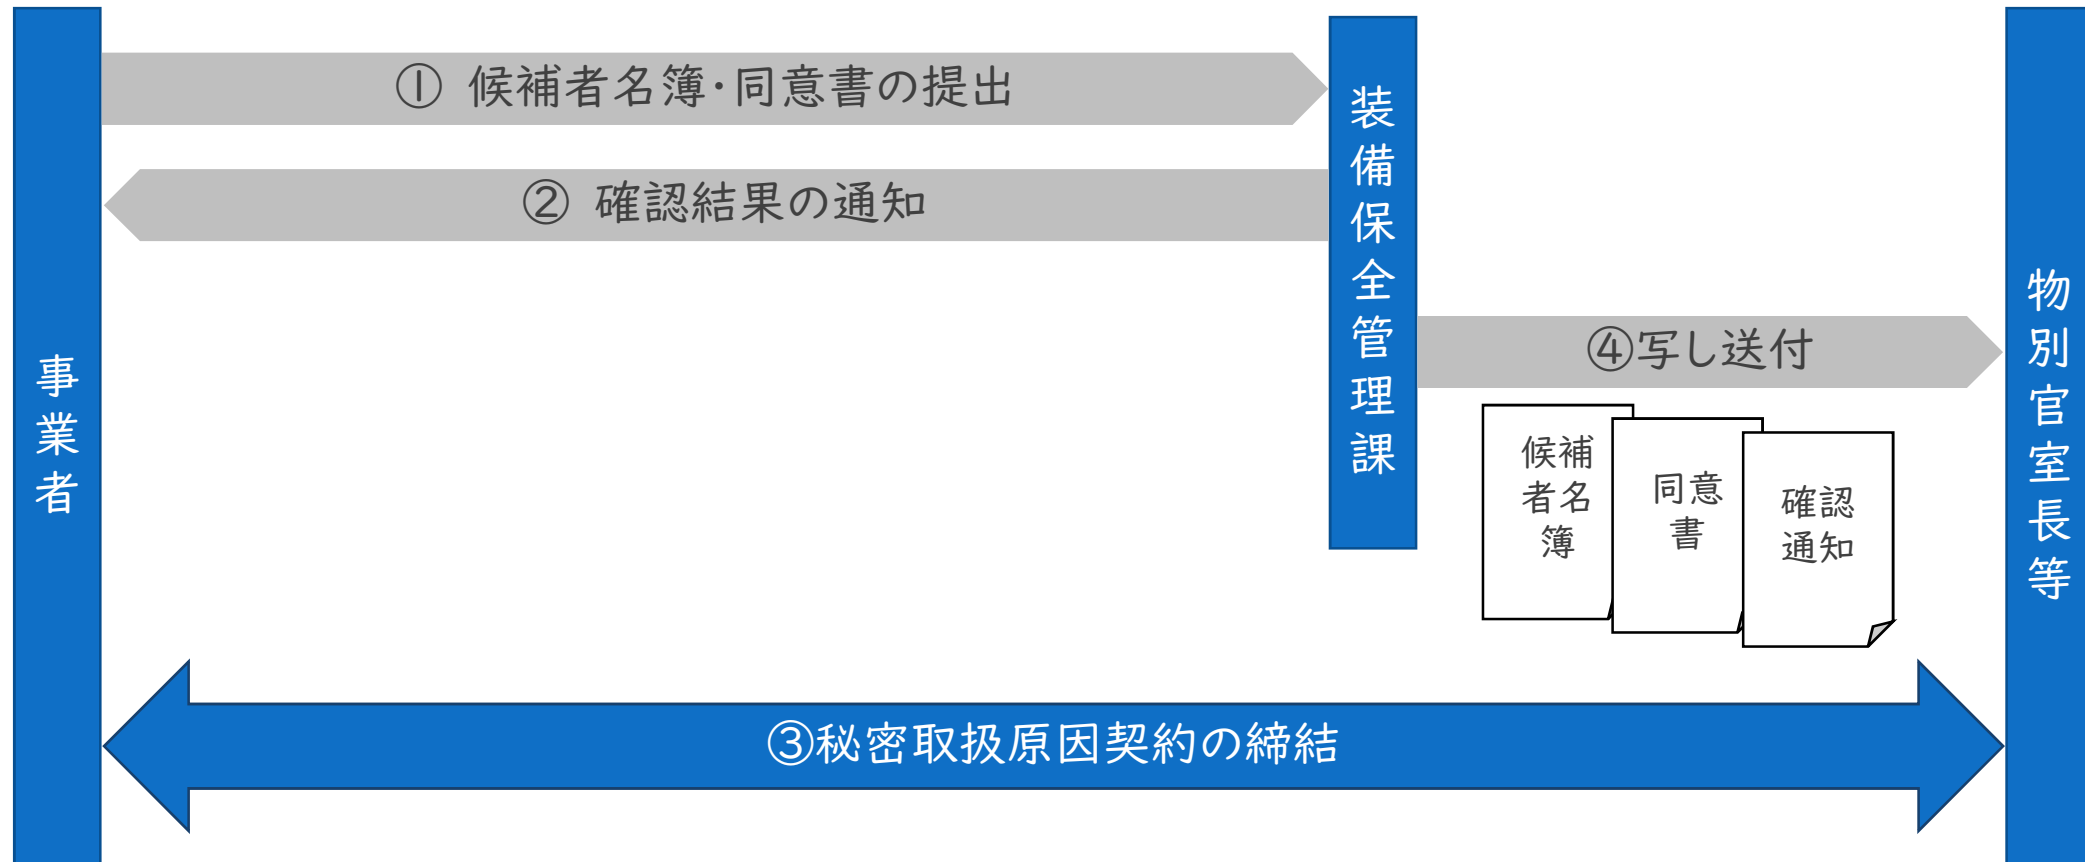 事業者
① 候補者名簿・同意書の提出
② 確認結果の通知
装備保全管理課
④写し送付
候補
者名
簿
同意
書
確認
通知
物別官室長等
③秘密取扱原因契約の締結